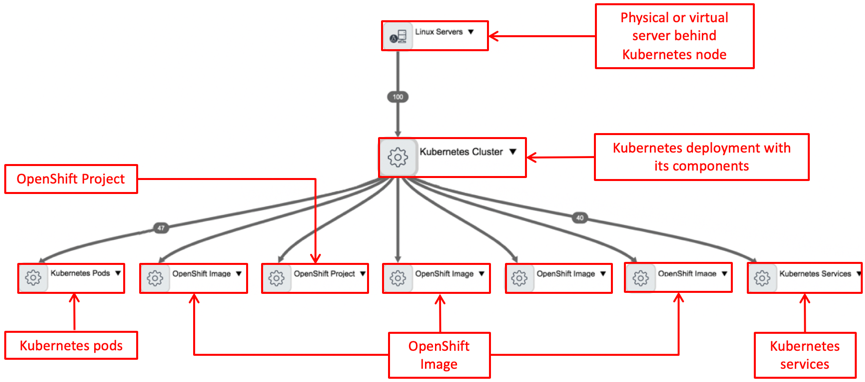 Physical or virtual
server behind
Kubernetes node
Linux Servers
100
Kubernetes Cluster
Kubernetes deployment with
its components
OpenShift Project
47
40
Kubernetes Pods
OpenShift Image
OpenShift Project
OpenShift Image
OpenShift Image
OpenShift Image
Kubernetes Services
Kubernetes pods
OpenShift
Image
Kubernetes
services